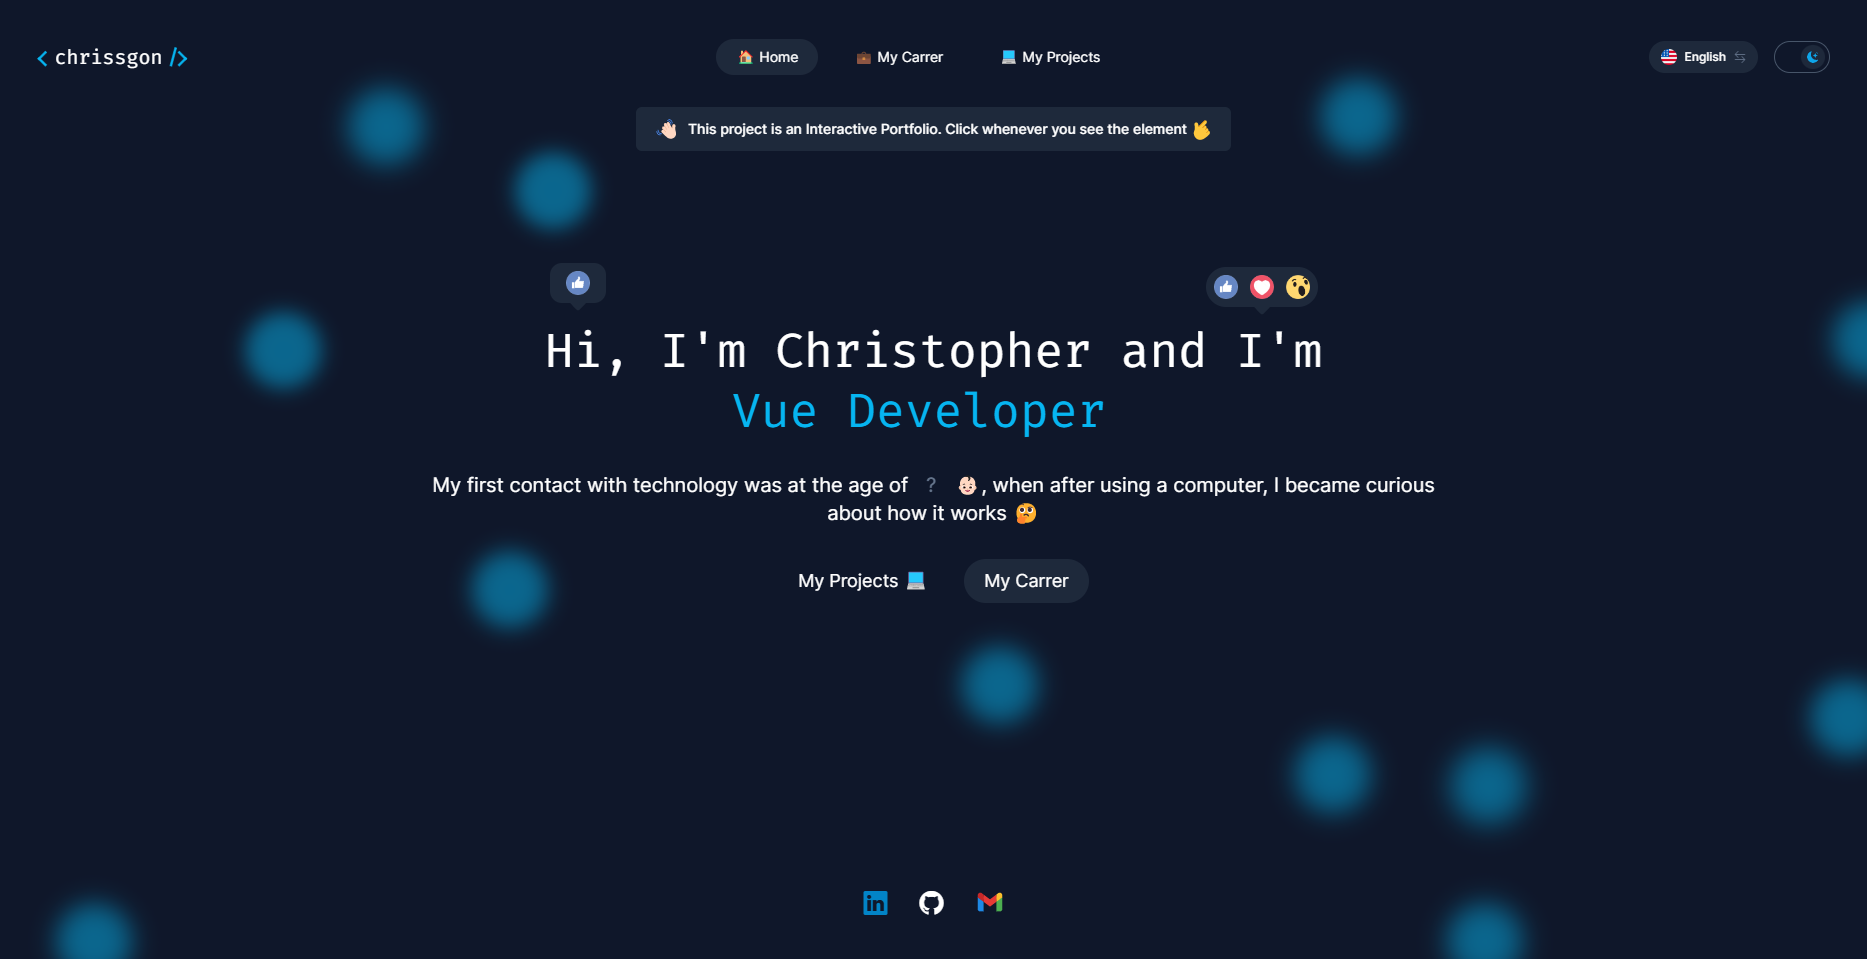 < chrissgon />
Home
My Carrer
My Projects
English
This project is an Interactive Portfolio. Click whenever you see the element
Hi, I'm Christopher and I'm
Vue Developer
My first contact with technology was at the age of ? , when after using a computer, I became curious
about how it works
My Projects
My Carrer
in